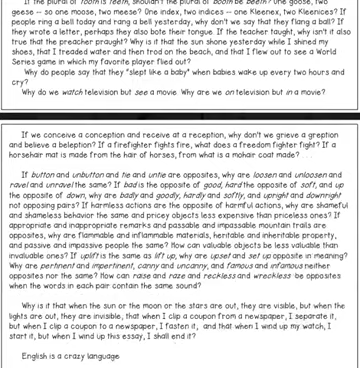 If the plural of tooth is teeth, shouldn't the plural of booth be beeth? One goose, two
geese -- so one moose, two meese? One index, two indices -- one Kleenex, two Kleenices? If
people ring a bell today and rang a bell yesterday, why don't we say that they flang a ball? If
they wrote a letter, perhaps they also bote their tongue. If the teacher taught, why isn't it also
true that the preacher praught? Why is it that the sun shone yesterday while I shined my
shoes, that I treaded water and then trod on the beach, and that I flew out to see a World
Series game in which my favorite player flied out?
Why do people say that they "slept like a baby" when babies wake up every two hours and
cry?
Why do we watch television but see a movie. Why are we on television but in a movie?
If we conceive a conception and receive at a reception, why don't we grieve a greption
and believe a beleption? If a firefighter fights fire, what does a freedom fighter fight? If a
horsehair mat is made from the hair of horses, from what is a mohair coat made?
If button and unbutton and tie and untie are opposites, why are loosen and unloosen and
ravel and unravel the same? If bad is the opposite of good, hard the opposite of soft, and up
the opposite of down, why are badly and goodly, hardly and softly, and upright and downright
not opposing pairs? If harmless actions are the opposite of harmful actions, why are shameful
and shameless behavior the same and pricey objects less expensive than priceless ones? If
appropriate and inappropriate remarks and passable and impassable mountain trails are
opposites, why are flammable and inflammable materials, heritable and inheritable property,
and passive and impassive people the same? How can valuable objects be less valuable than
invaluable ones? If uplift is the same as lift up, why are upset and set up opposite in meaning?
Why are pertinent and impertinent, canny and uncanny, and famous and infamous neither
opposites nor the same? How can raise and raze and reckless and wreckless be opposites
when the words in each pair contain the same sound?
Why is it that when the sun or the moon or the stars are out, they are visible, but when the
lights are out, they are invisible, that when I clip a coupon from a newspaper, I separate it,
but when I clip a coupon to a newspaper, I fasten it, and that when I wind up my watch, I
start it, but when I wind up this essay, I shall end it?
English is a crazy language